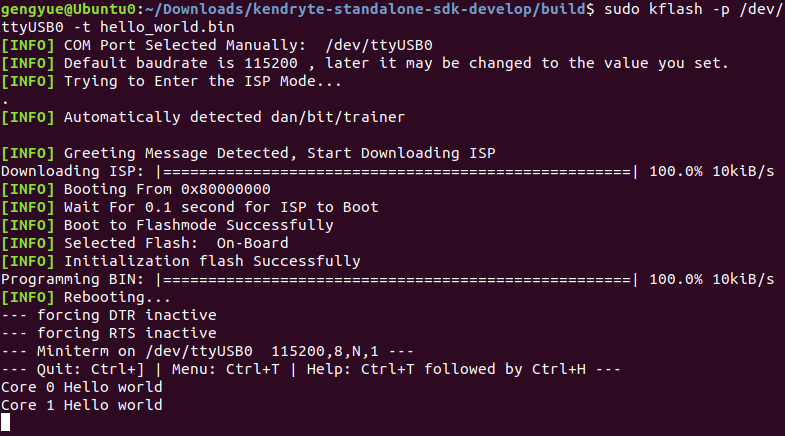 gengyue@Ubuntu0:~/Downloads/kendryte-standalone-sdk-develop/build$ sudo kflash -p /dev/
ttyUSB0 -t hello_world.bin
[INFO] COM Port Selected Manually:  /dev/ttyUSB0
[INFO] Default baudrate is 115200 , later it may be changed to the value you set.
[INFO] Trying to Enter the ISP Mode...
.
[INFO] Automatically detected dan/bit/trainer
[INFO] Greeting Message Detected, Start Downloading ISP
Downloading ISP: |====================================================| 100.0% 10kiB/s
[INFO] Booting From 0x80000000
[INFO] Wait For 0.1 second for ISP to Boot
[INFO] Boot to Flashmode Successfully
[INFO] Selected Flash:  On-Board
[INFO] Initialization flash Successfully
Programming BIN: |====================================================| 100.0% 10kiB/s
[INFO] Rebooting...
--- forcing DTR inactive
--- forcing RTS inactive
--- Miniterm on /dev/ttyUSB0  115200,8,N,1 ---
--- Quit: Ctrl+] | Menu: Ctrl+T | Help: Ctrl+T followed by Ctrl+H ---
Core 0 Hello world
Core 1 Hello world